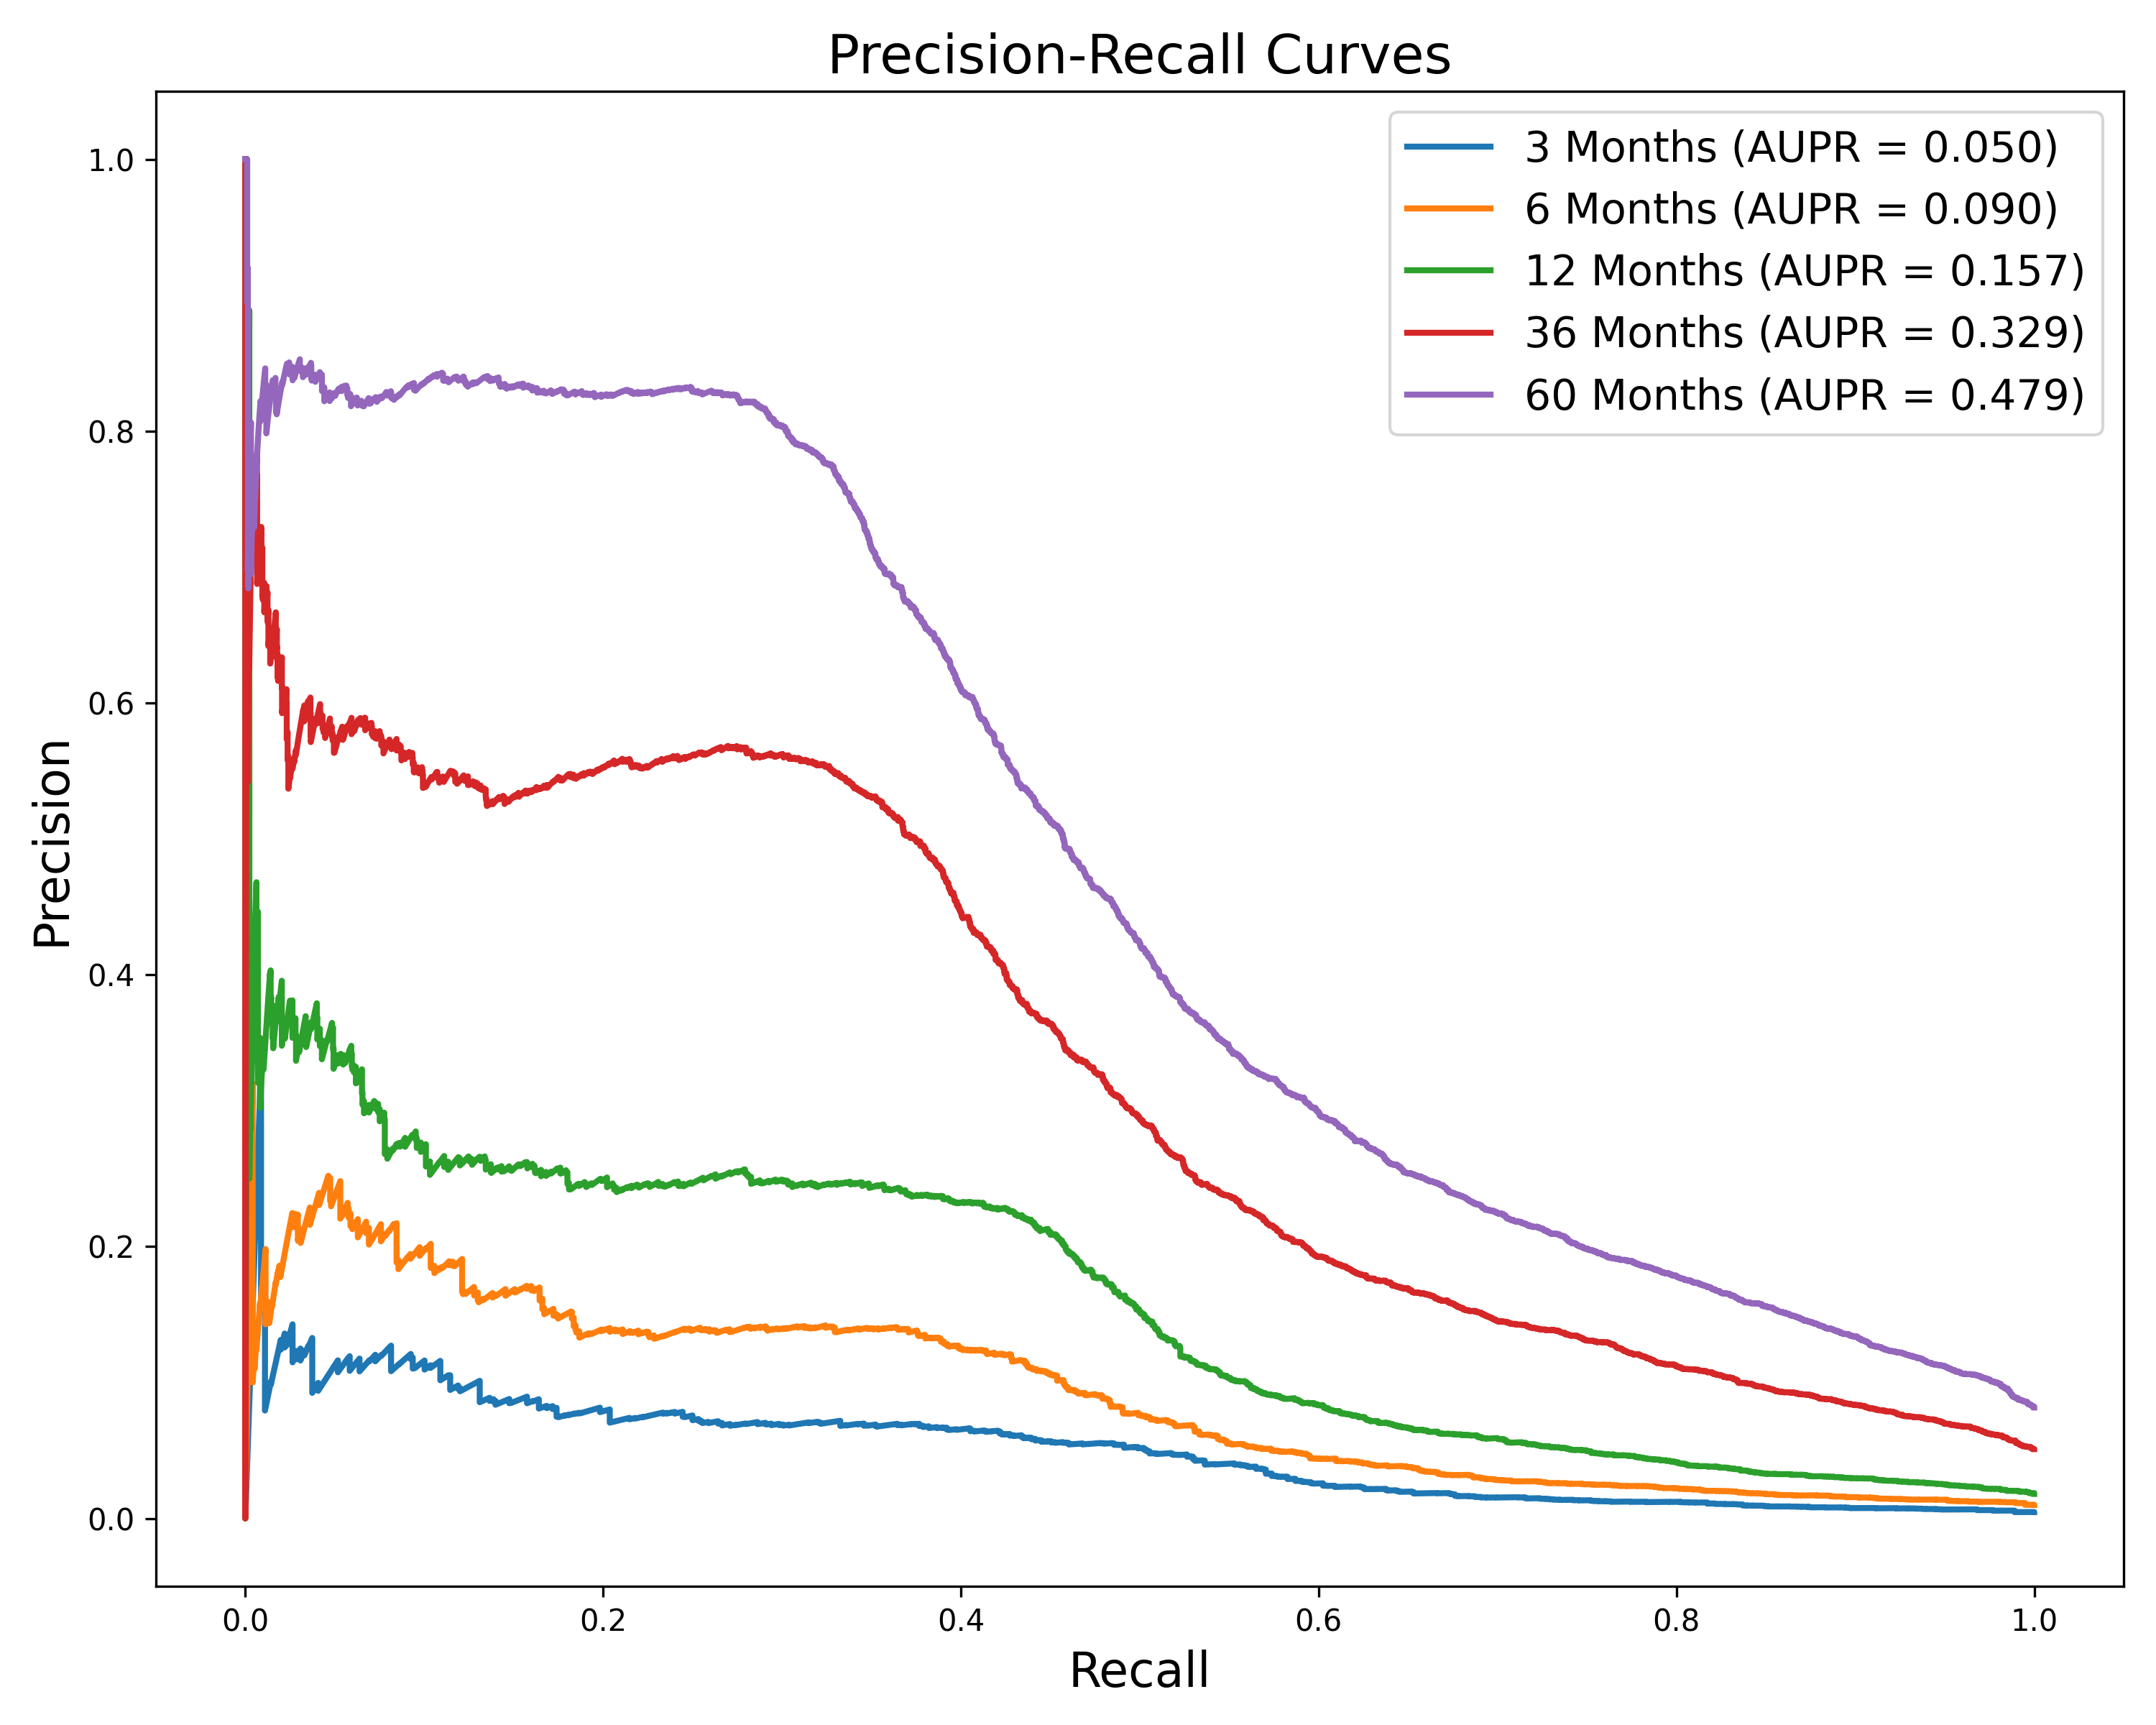 Precision-Recall Curves
3 Months (AUPR = 0.050)
6 Months (AUPR = 0.090)
12 Months (AUPR = 0.157)
36 Months (AUPR = 0.329)
60 Months (AUPR = 0.479)
Precision
1.0
0.8
0.6
0.4
0.2
0.0
0.0 0.2 0.4 0.6 0.8 1.0
Recall